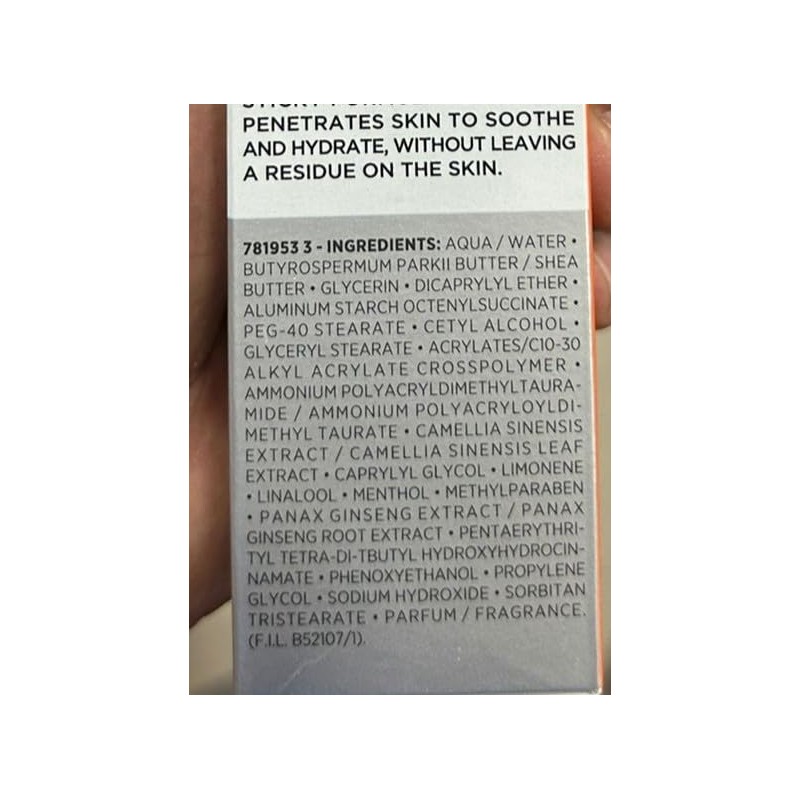 PENETRATES SKIN TO SOOTHE
AND HYDRATE, WITHOUT LEAVING
A RESIDUE ON THE SKIN.
781953 3 - INGREDIENTS: AQUA / WATER •
BUTYROSPERMUM PARKII BUTTER / SHEA
BUTTER • GLYCERIN • DICAPRYLYL ETHER •
ALUMINUM STARCH OCTENYLSUCCINATE •
PEG-40 STEARATE • CETYL ALCOHOL •
GLYCERYL STEARATE • ACRYLATES/C10-30
ALKYL ACRYLATE CROSSPOLYMER •
AMMONIUM POLYACRYLDIMETHYLTAURA-
MIDE / AMMONIUM POLYACRYLOYLDI-
METHYL TAURATE • CAMELLIA SINENSIS
EXTRACT / CAMELLIA SINENSIS LEAF
EXTRACT • CAPRYLYL GLYCOL • LIMONENE
• LINALOOL • MENTHOL • METHYLPARABEN
• PANAX GINSENG EXTRACT / PANAX
GINSENG ROOT EXTRACT • PENTAERYTHRI-
TYL TETRA-DI-TBUTYL HYDROXYHYDROCIN-
NAMATE • PHENOXYETHANOL • PROPYLENE
GLYCOL • SODIUM HYDROXIDE • SORBITAN
TRISTEARATE • PARFUM / FRAGRANCE.
(F.I.L. B52107/1).